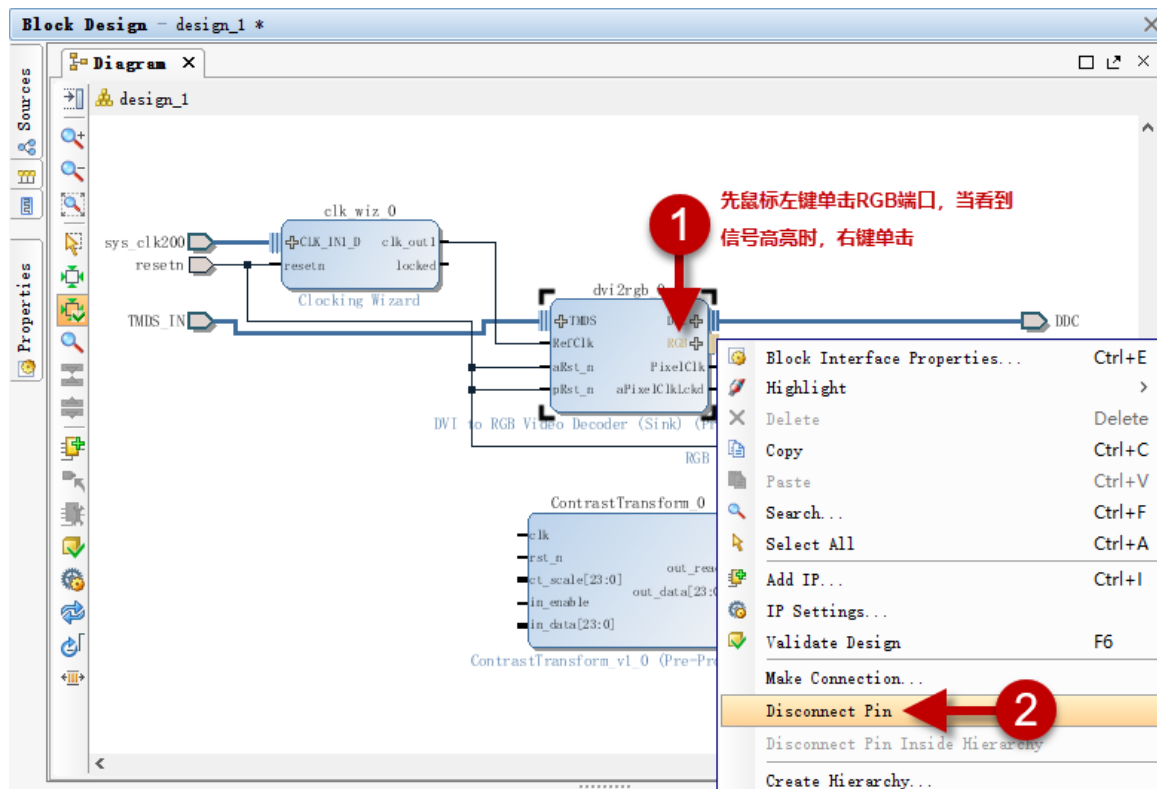 Block Design - design_1 *
Sources
Properties
Diagram
design_1
先鼠标左键单击RGB端口，当看到
信号高亮时，右键单击
1
clk_wiz_0
sys_clk200
CLK_IN1_D clk_out1
resetn
resetn locked
Clocking Wizard
dvi2rgb_0
TMDS_IN
TMDS
DDC
RefClk RGB
aRst_n PixelClk
pRst_n aPixelClkLckd
DVI to RGB Video Decoder (Sink)
RGB
ContrastTransform_0
clk
rst_n
ct_scale[23:0]
in_enable
in_data[23:0]
ContrastTransform_v1_0
Block Interface Properties... Ctrl+E
Highlight >
Delete Delete
Copy Ctrl+C
Paste Ctrl+V
Search... Ctrl+F
Select All Ctrl+A
Add IP... Ctrl+I
IP Settings...
Validate Design F6
Make Connection...
Disconnect Pin
2
Disconnect Pin Inside Hierarchy
Create Hierarchy...